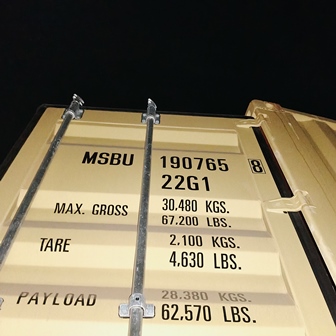 MSBU 190765 8
22G1
MAX. GROSS 30,480 KGS.
67.200 LBS.
TARE 2,100 KGS.
4,630 LBS.
PAYLOAD 28.380 KGS.
62,570 LBS.